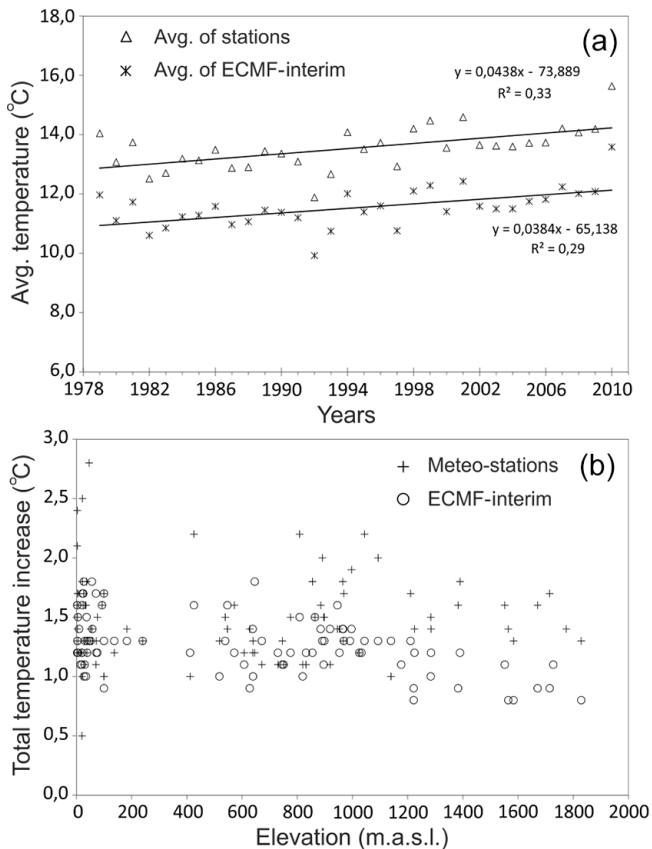 18,0
16,0
14,0
12,0
10,0
8,0
6,0
Avg. temperature (°C)
△ Avg. of stations
Avg. of ECMF-interim
(a)
y = 0,0438x - 73,889
R² = 0,33
y = 0,0384x - 65,138
R² = 0,29
1978 1982 1986 1990 1994 1998 2002 2006 2010
Years
3,0
2,5
2,0
1,5
1,0
0,5
0,0
Total temperature increase (°C)
+ Meteo-stations
○ ECMF-interim
(b)
0 200 400 600 800 1000 1200 1400 1600 1800 2000
Elevation (m.a.s.l.)